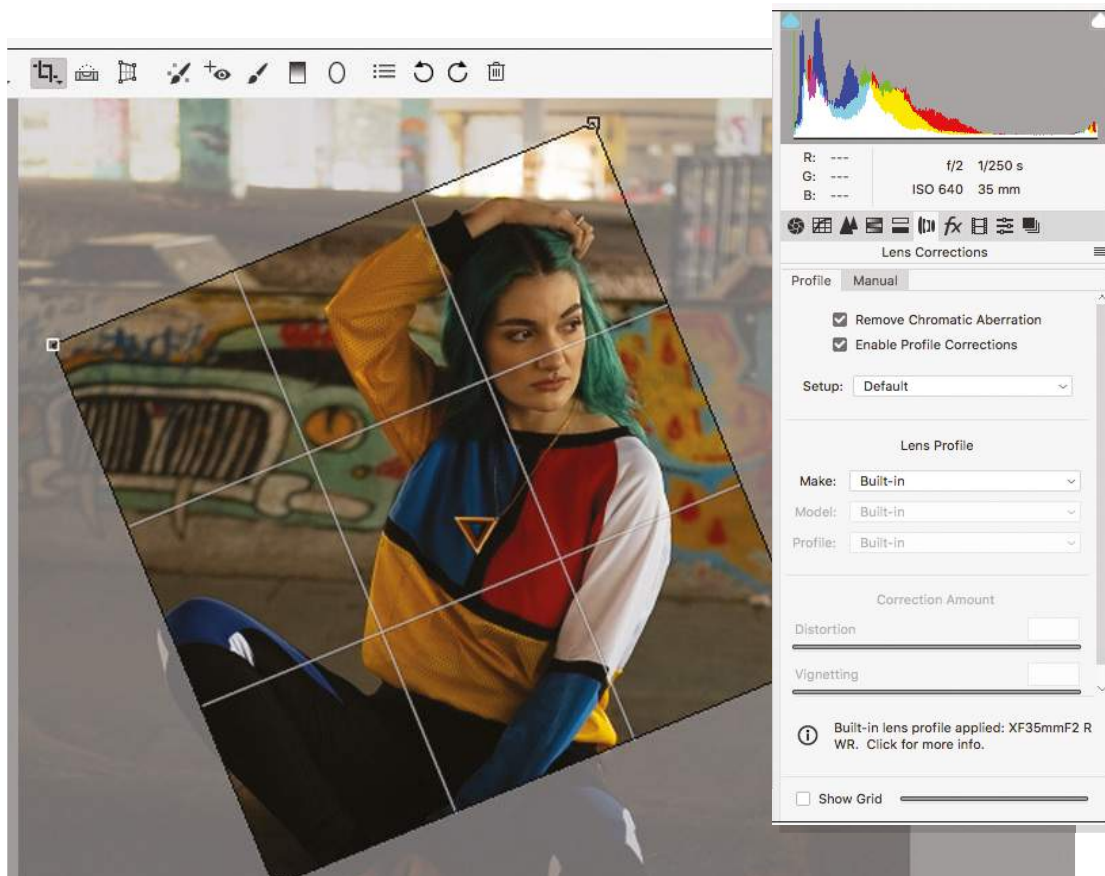 R: ---
G: ---
B: ---
f/2 1/250 s
ISO 640 35 mm
fx
Lens Corrections
Profile Manual
Remove Chromatic Aberration
Enable Profile Corrections
Setup: Default
Lens Profile
Make: Built-in
Model: Built-in
Profile: Built-in
Correction Amount
Distortion
Vignetting
Built-in lens profile applied: XF35mmF2 R
WR. Click for more info.
Show Grid